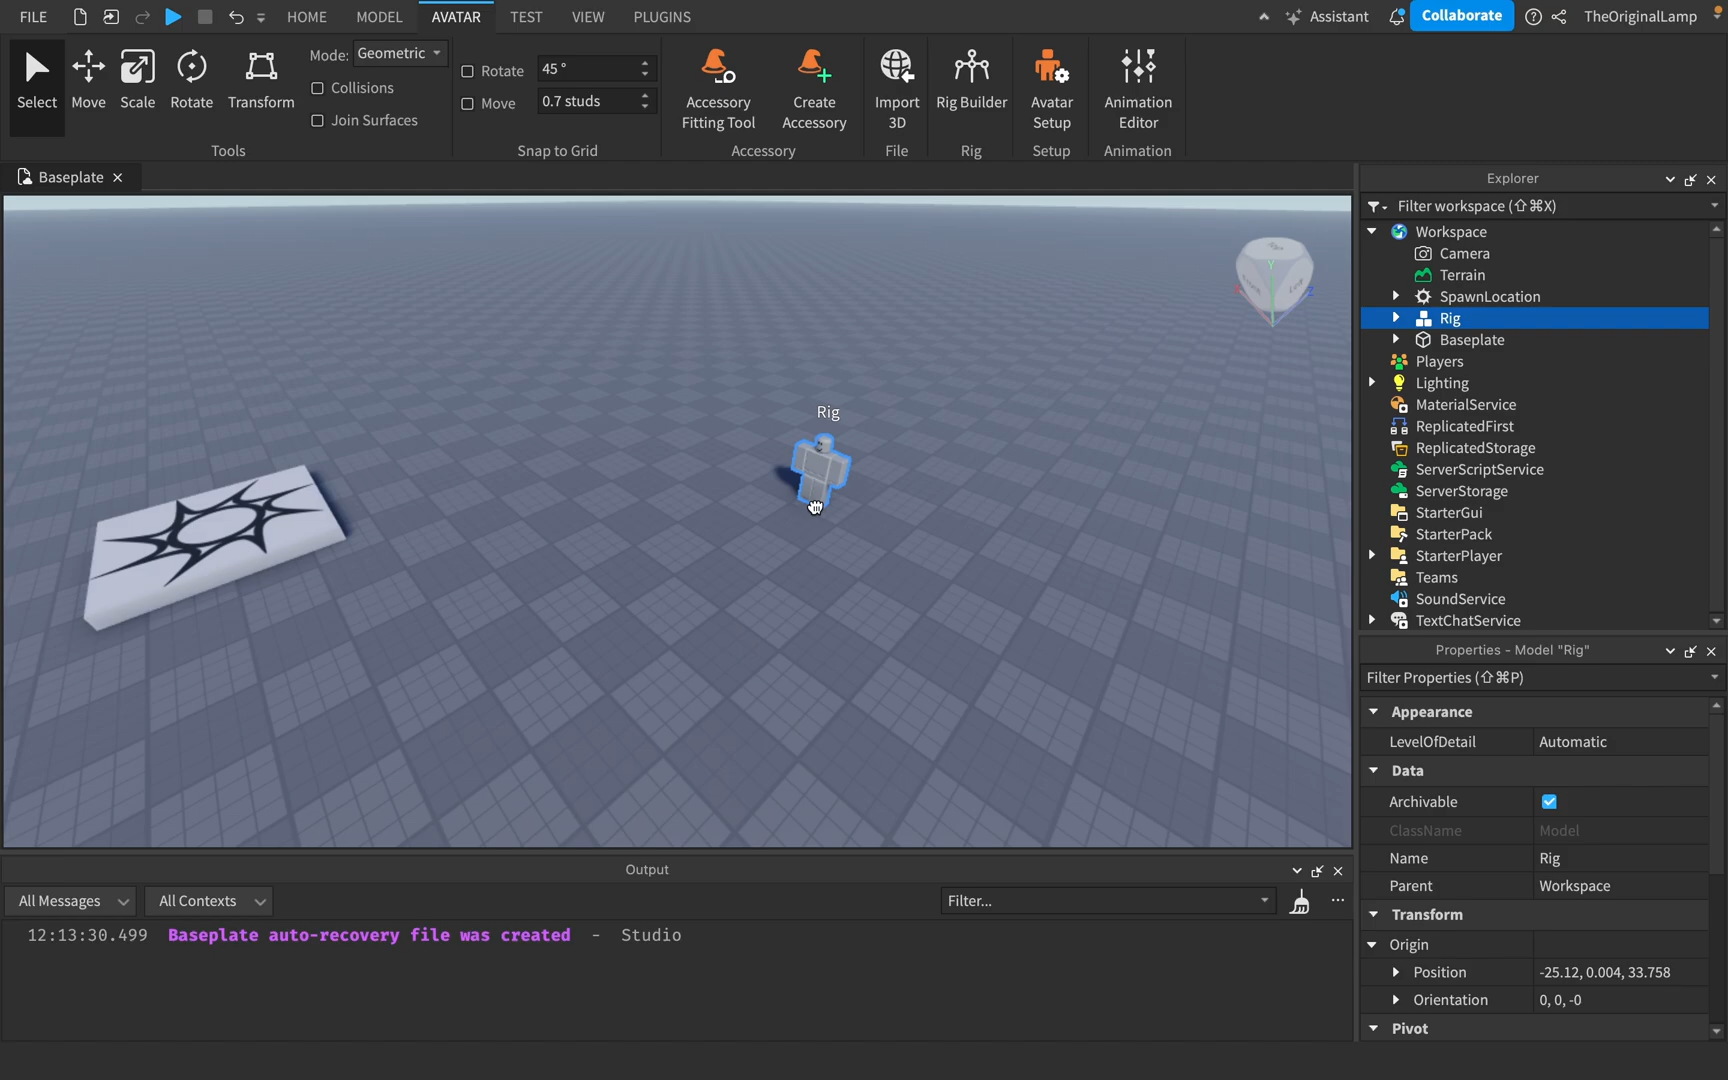 FILE HOME MODEL AVATAR TEST VIEW PLUGINS Assistant Collaborate TheOriginalLamp
Select Move Scale Rotate Transform
Mode: Geometric
Collisions
Join Surfaces
Tools
Rotate 45 °
Move 0.7 studs
Snap to Grid
Accessory
Fitting Tool
Create
Accessory
Accessory
Import
3D
File
Rig Builder
Rig
Avatar
Setup
Setup
Animation
Editor
Animation
Baseplate
Rig
Explorer
Filter workspace (⇧⌘X)
Workspace
Camera
Terrain
SpawnLocation
Rig
Baseplate
Players
Lighting
MaterialService
ReplicatedFirst
ReplicatedStorage
ServerScriptService
ServerStorage
StarterGui
StarterPack
StarterPlayer
Teams
SoundService
TextChatService
Properties - Model "Rig"
Filter Properties (⇧⌘P)
Appearance
LevelOfDetail Automatic
Data
Archivable
ClassName Model
Name Rig
Parent Workspace
Transform
Origin
Position -25.12, 0.004, 33.758
Orientation 0, 0, -0
Pivot
Output
All Messages All Contexts Filter... ...
12:13:30.499 Baseplate auto-recovery file was created - Studio